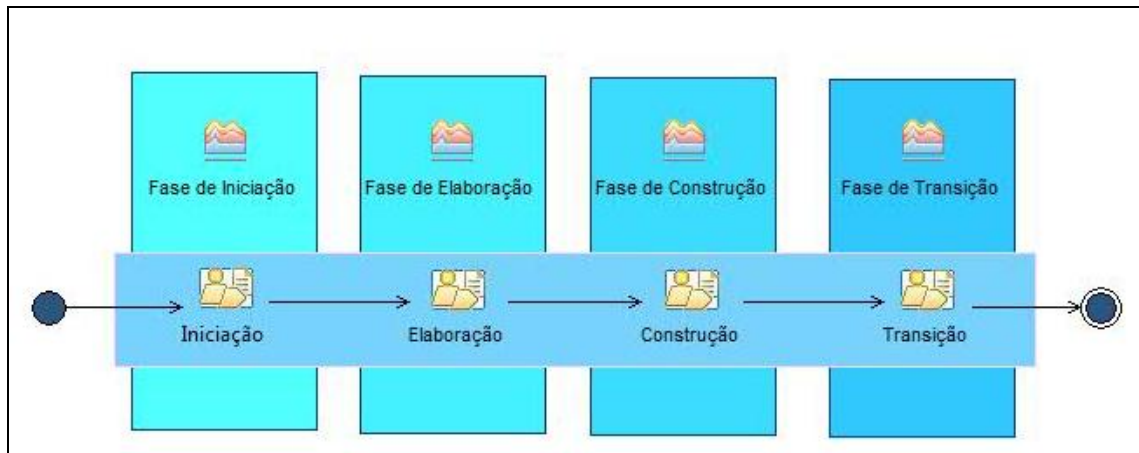 Fase de Iniciação
Fase de Elaboração
Fase de Construção
Fase de Transição
Iniciação
Elaboração
Construção
Transição